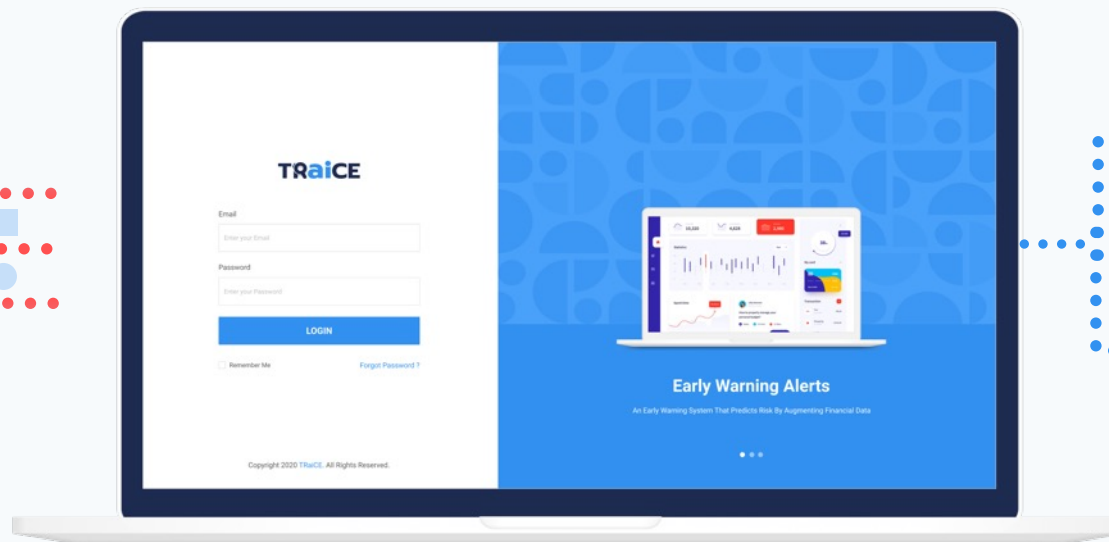 TRaiCE
Email
Enter your Email
Password
Enter your Password
LOGIN
Remember Me
Forgot Password ?
Copyright 2020 TRaiCE, All Rights Reserved.
Early Warning Alerts
An Early Warning System That Predicts Risk By Augmenting Financial Data